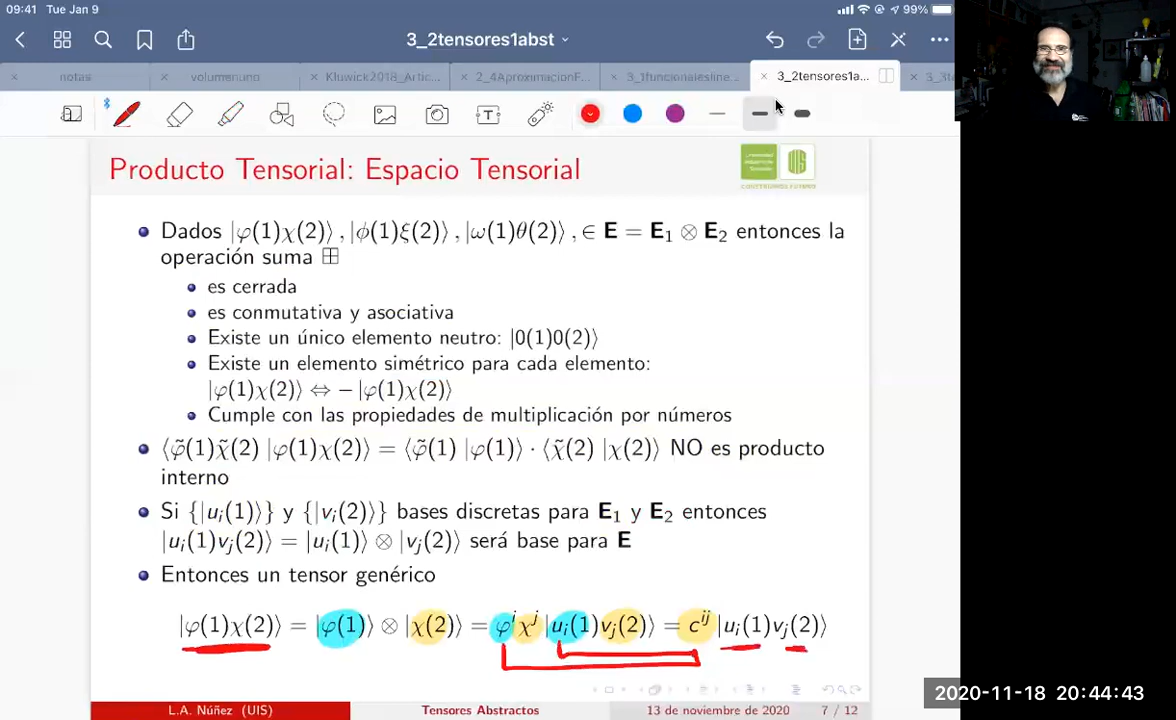 09:41 Tue Jan 9
99%
3_2tensores1abst
notas
volumenuno
Kluwick2018_Artic...
2_4AproximacionF...
3_1funcionalesline...
3_2tensores1a...
T
Producto Tensorial: Espacio Tensorial
Dados |φ(1)χ(2)⟩ , |ϕ(1)ξ(2)⟩ , |ω(1)θ(2)⟩ , ∈ E = E₁ ⊗ E₂ entonces la
operación suma ⊞
es cerrada
es conmutativa y asociativa
Existe un único elemento neutro: |0(1)0(2)⟩
Existe un elemento simétrico para cada elemento:
|φ(1)χ(2)⟩ ⇔ − |φ(1)χ(2)⟩
Cumple con las propiedades de multiplicación por números
⟨φ̃(1)χ̃(2) |φ(1)χ(2)⟩ = ⟨φ̃(1) |φ(1)⟩ · ⟨χ̃(2) |χ(2)⟩ NO es producto
interno
Si {|uᵢ(1)⟩} y {|vᵢ(2)⟩} bases discretas para E₁ y E₂ entonces
|uᵢ(1)vⱼ(2)⟩ = |uᵢ(1)⟩ ⊗ |vⱼ(2)⟩ será base para E
Entonces un tensor genérico
|φ(1)χ(2)⟩ = |φ(1)⟩ ⊗ |χ(2)⟩ = φⁱχʲ|uᵢ(1)vⱼ(2)⟩ = cⁱʲ |uᵢ(1)vⱼ(2)⟩
L.A. Núñez (UIS) Tensores Abstractos 13 de noviembre de 2020 7 / 12
2020-11-18 20:44:43